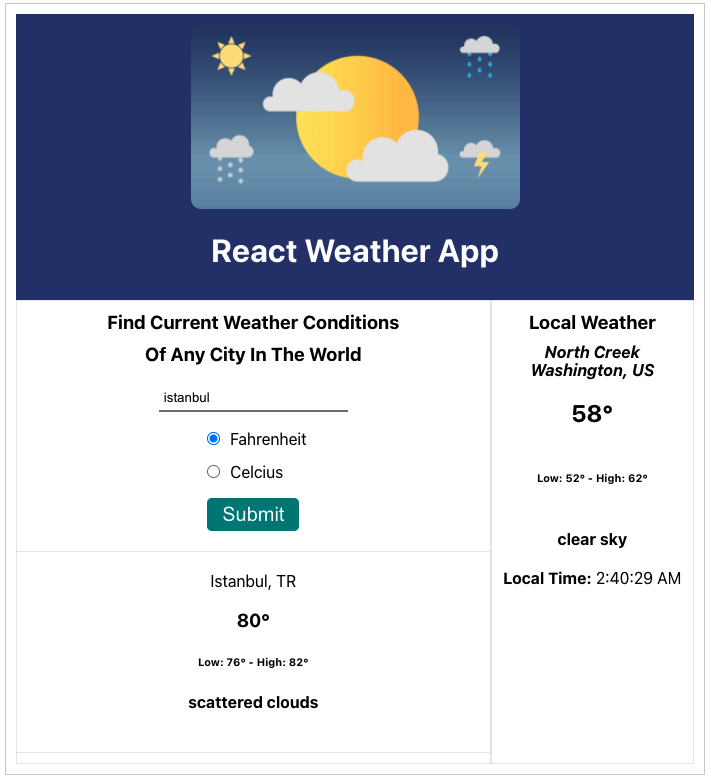 React Weather App
Find Current Weather Conditions
Of Any City In The World
istanbul
Fahrenheit
Celcius
Submit
Istanbul, TR
80°
Low: 76° - High: 82°
scattered clouds
Local Weather
North Creek
Washington, US
58°
Low: 52° - High: 62°
clear sky
Local Time: 2:40:29 AM